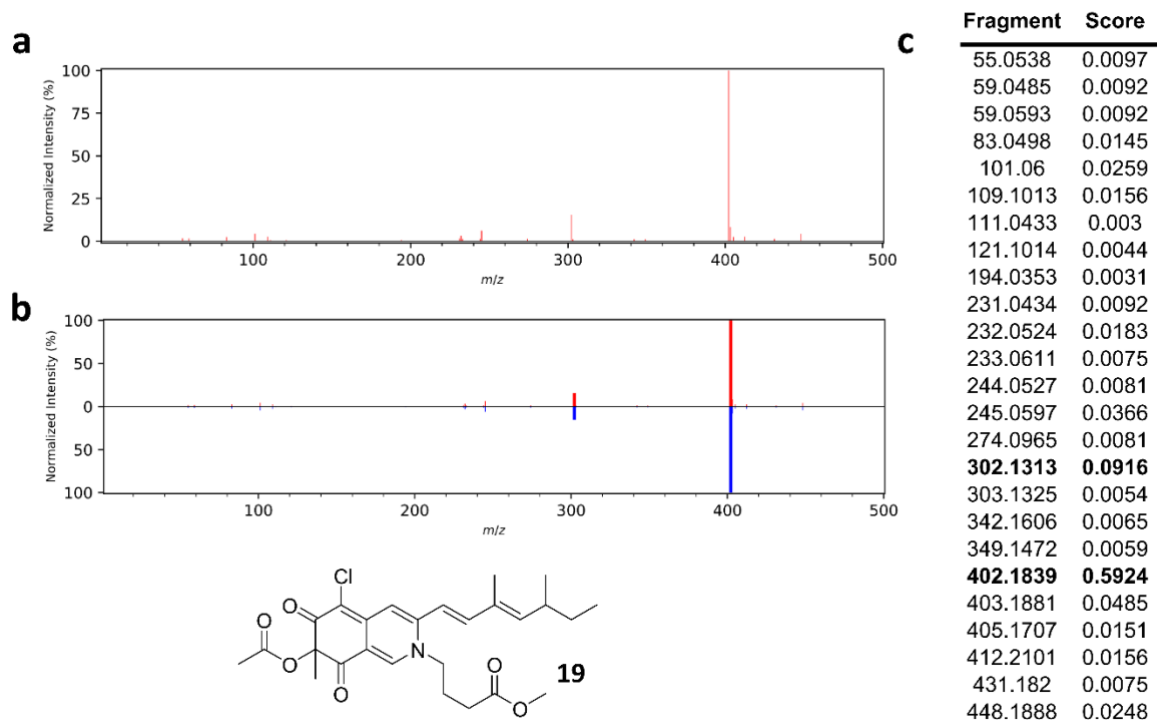 a
Normalized Intensity (%)
100
75
50
25
0
100
200
300
400
500
m/z
b
Normalized Intensity (%)
100
50
0
50
100
100
200
300
400
500
m/z
Cl
O
O
O
O
N
O
O
19
c
Fragment Score
55.0538 0.0097
59.0485 0.0092
59.0593 0.0092
83.0498 0.0145
101.06 0.0259
109.1013 0.0156
111.0433 0.003
121.1014 0.0044
194.0353 0.0031
231.0434 0.0092
232.0524 0.0183
233.0611 0.0075
244.0527 0.0081
245.0597 0.0366
274.0965 0.0081
302.1313 0.0916
303.1325 0.0054
342.1606 0.0065
349.1472 0.0059
402.1839 0.5924
403.1881 0.0485
405.1707 0.0151
412.2101 0.0156
431.182 0.0075
448.1888 0.0248